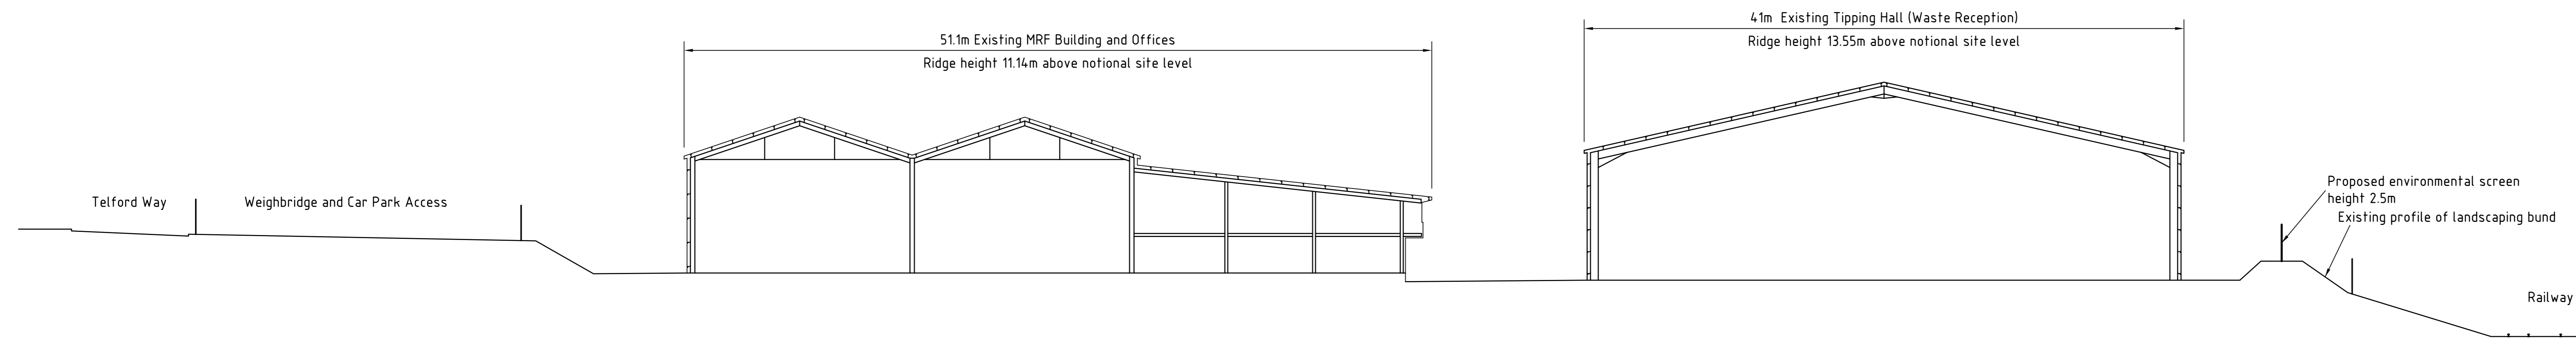 Telford Way
Weighbridge and Car Park Access
51.1m Existing MRF Building and Offices
Ridge height 11.14m above notional site level
41m Existing Tipping Hall (Waste Reception)
Ridge height 13.55m above notional site level
Proposed environmental screen
height 2.5m
Existing profile of landscaping bund
Railway